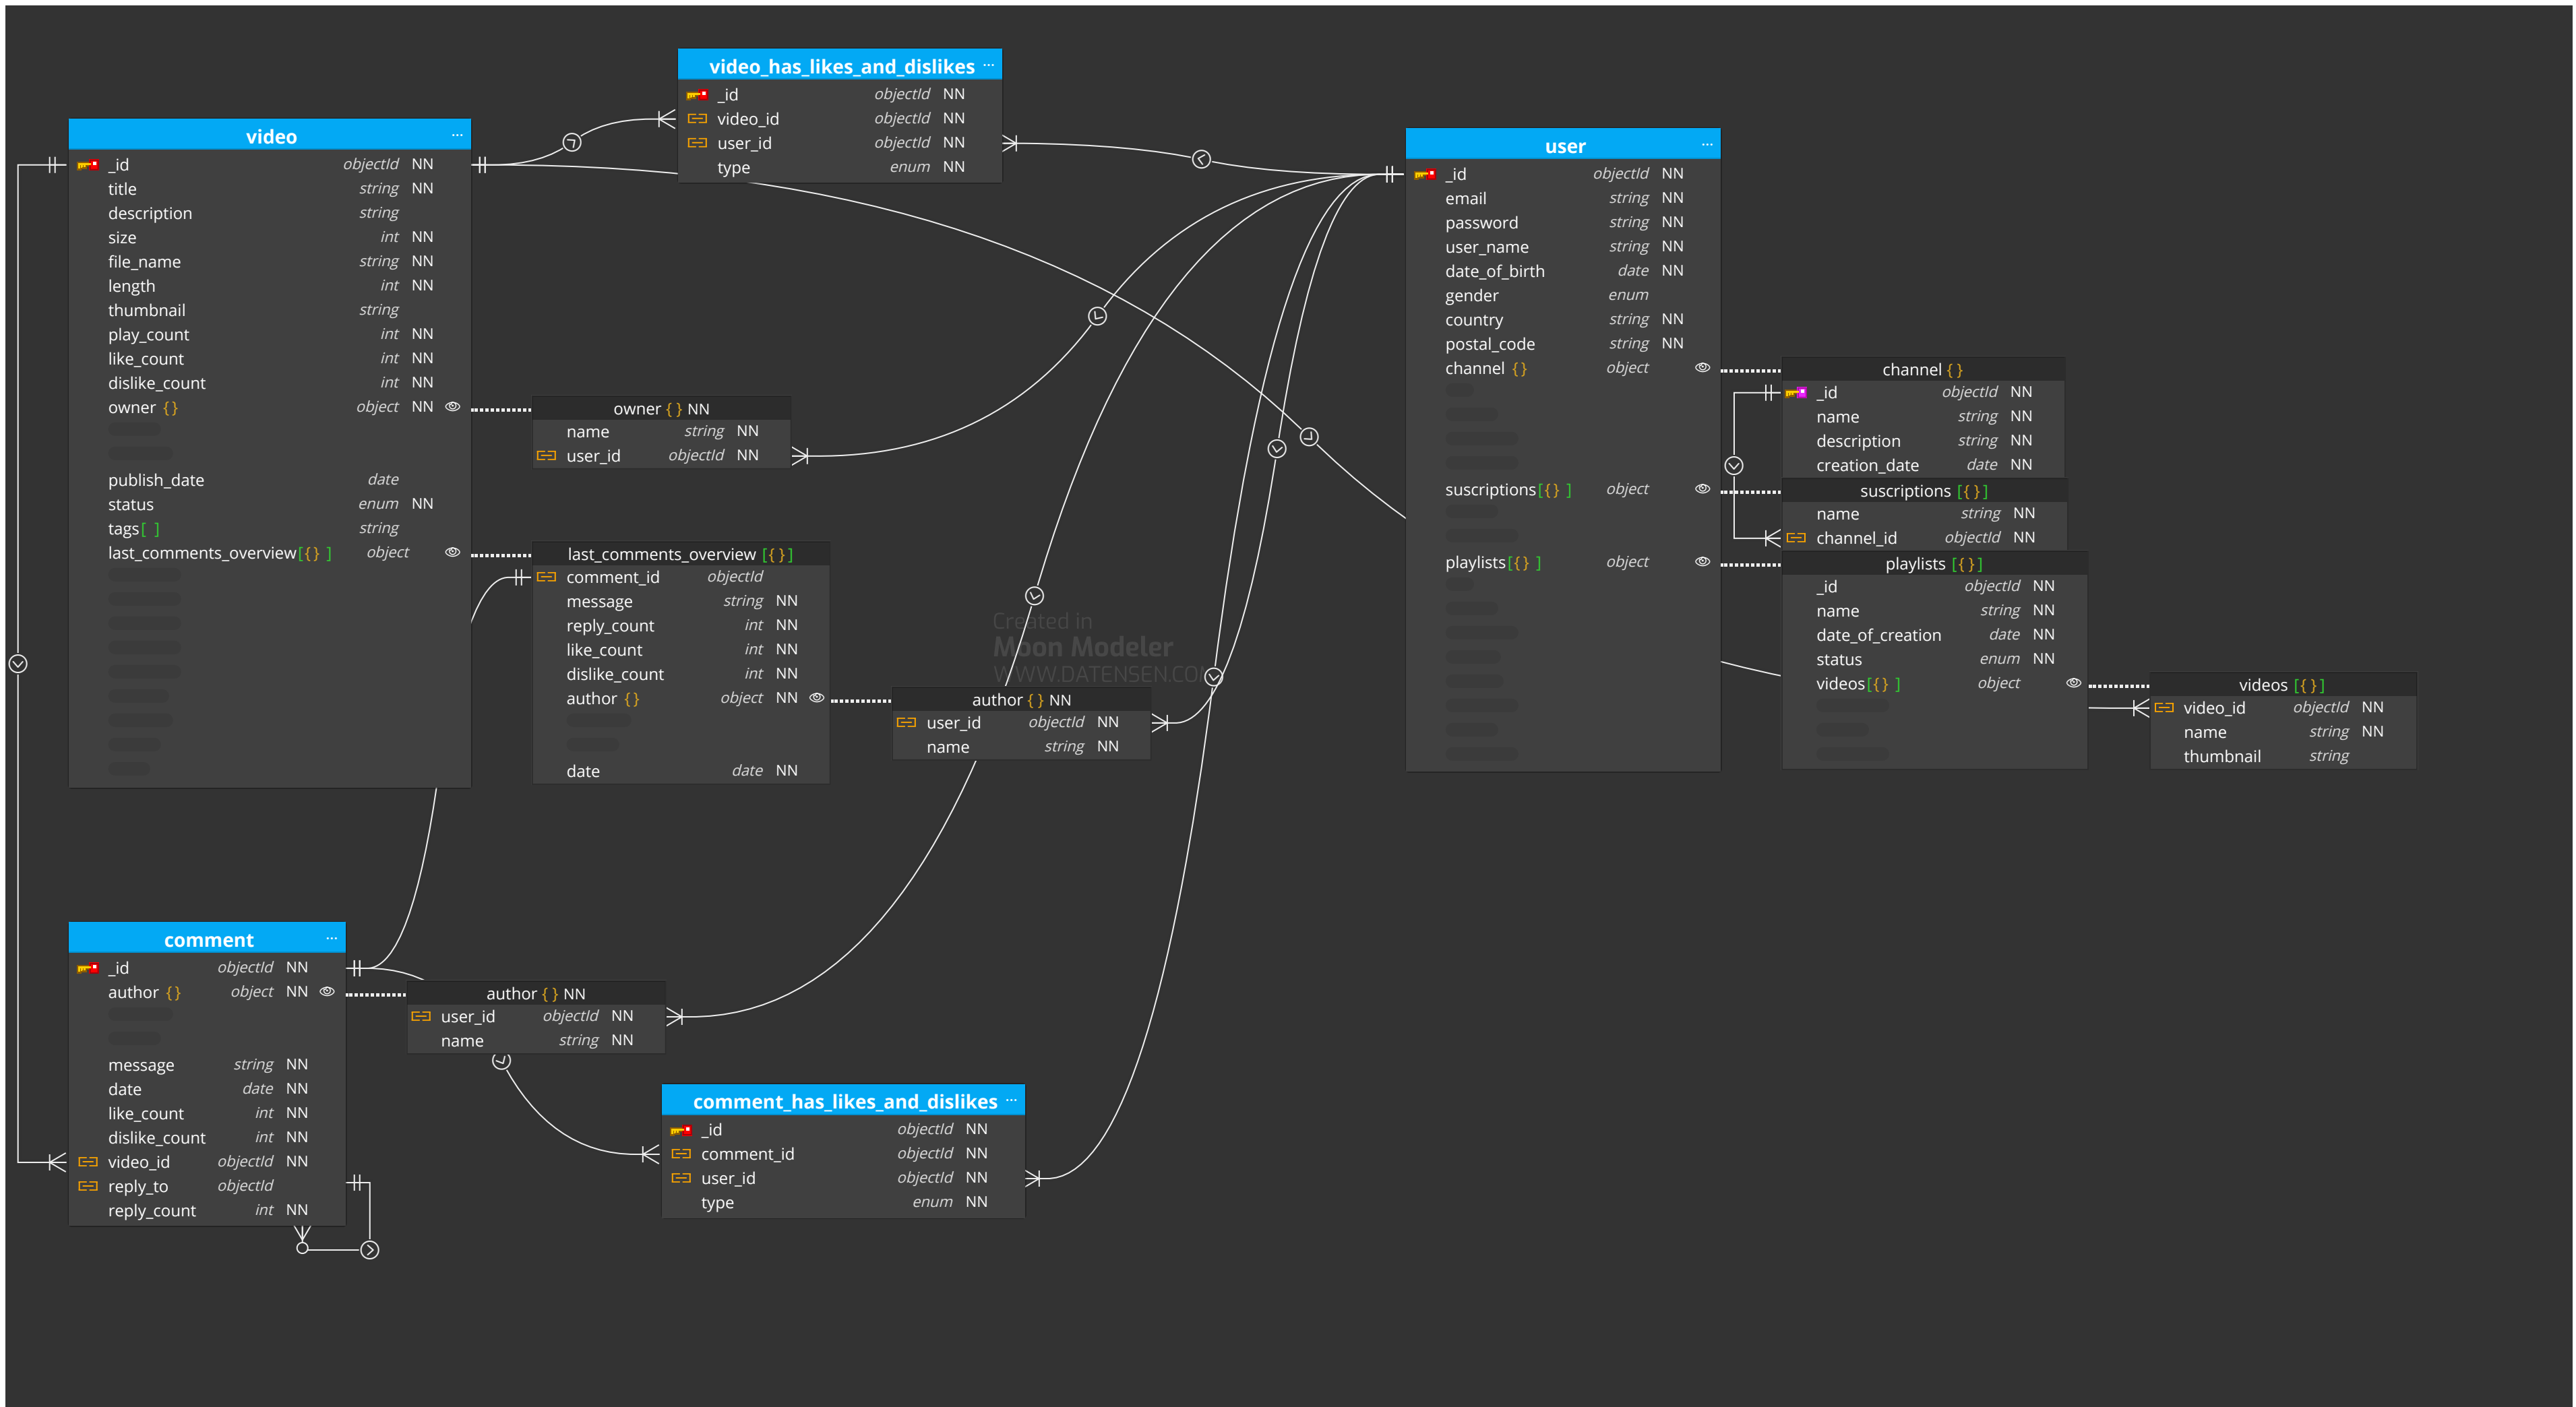 video_has_likes_and_dislikes ...
_id objectId NN
video_id objectId NN
user_id objectId NN
type enum NN
video ...
_id objectId NN
title string NN
description string
size int NN
file_name string NN
length int NN
thumbnail string
play_count int NN
like_count int NN
dislike_count int NN
owner {} object NN
publish_date date
status enum NN
tags[ ] string
last_comments_overview[{} ] object
owner { } NN
name string NN
user_id objectId NN
last_comments_overview [{ }]
comment_id objectId
message string NN
reply_count int NN
like_count int NN
dislike_count int NN
author {} object NN
date date NN
author { } NN
user_id objectId NN
name string NN
Created in
Moon Modeler
WWW.DATENSEN.COM
user ...
_id objectId NN
email string NN
password string NN
user_name string NN
date_of_birth date NN
gender enum
country string NN
postal_code string NN
channel {} object
suscriptions[{} ] object
playlists[{} ] object
channel { }
_id objectId NN
name string NN
description string NN
creation_date date NN
suscriptions [{ }]
name string NN
channel_id objectId NN
playlists [{ }]
_id objectId NN
name string NN
date_of_creation date NN
status enum NN
videos[{} ] object
videos [{ }]
video_id objectId NN
name string NN
thumbnail string
comment ...
_id objectId NN
author {} object NN
message string NN
date date NN
like_count int NN
dislike_count int NN
video_id objectId NN
reply_to objectId
reply_count int NN
author { } NN
user_id objectId NN
name string NN
comment_has_likes_and_dislikes ...
_id objectId NN
comment_id objectId NN
user_id objectId NN
type enum NN